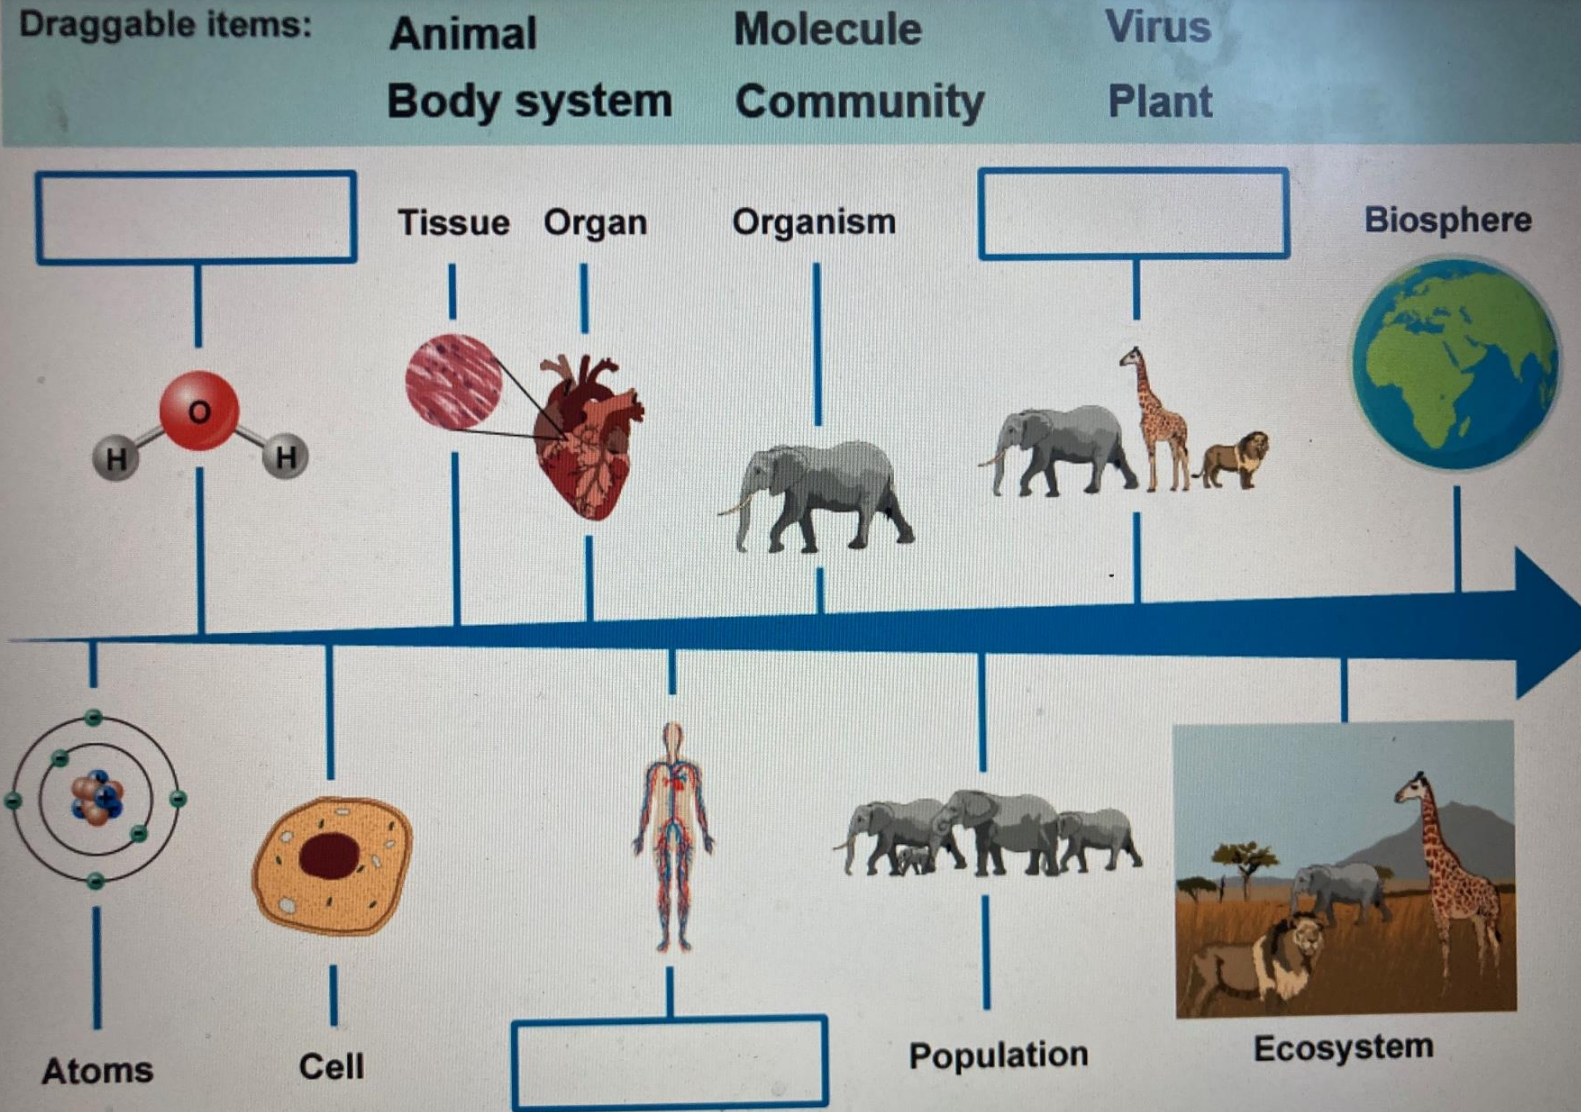 Draggable items:
Animal
Molecule
Virus
Body system
Community
Plant
Tissue
Organ
Organism
Biosphere
O
H
H
Atoms
Cell
Population
Ecosystem